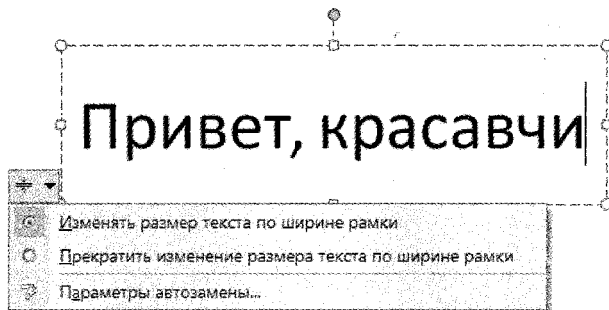 Привет, красавчи
Изменять размер текста по ширине рамки
Прекратить изменение размера текста по ширине рамки
Параметры автозамены...